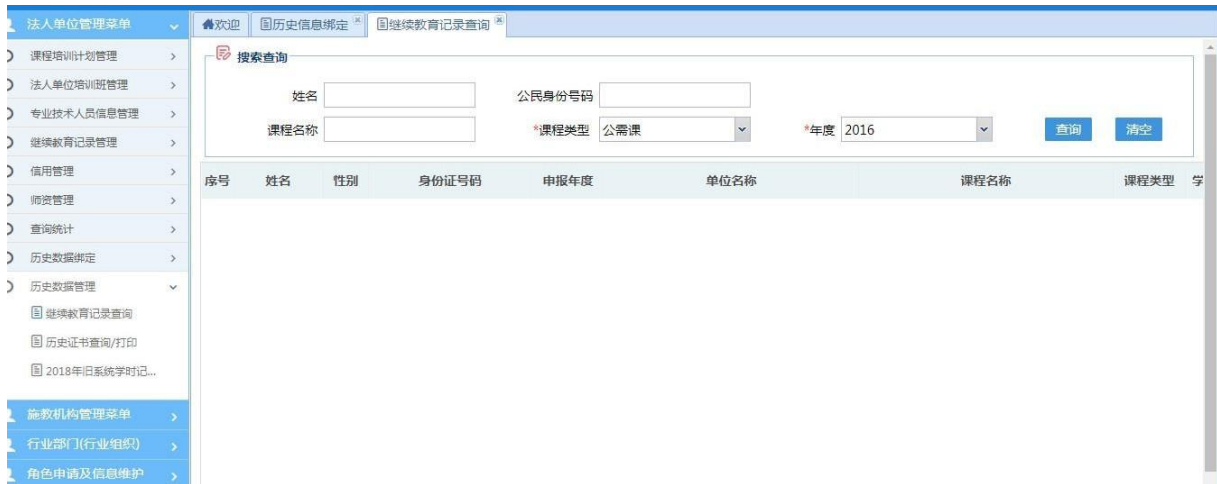 法人单位管理菜单
欢迎 历史信息绑定 继续教育记录查询
课程培训计划管理
法人单位培训班管理
专业技术人员信息管理
继续教育记录管理
信用管理
师资管理
查询统计
历史数据绑定
历史数据管理
继续教育记录查询
历史证书查询/打印
2018年旧系统学时记...
施教机构管理菜单
行业部门(行业组织)
角色申请及信息维护
搜索查询
姓名 公民身份号码
课程名称 *课程类型 公需课 *年度 2016 查询 清空
序号 姓名 性别 身份证号码 申报年度 单位名称 课程名称 课程类型 学